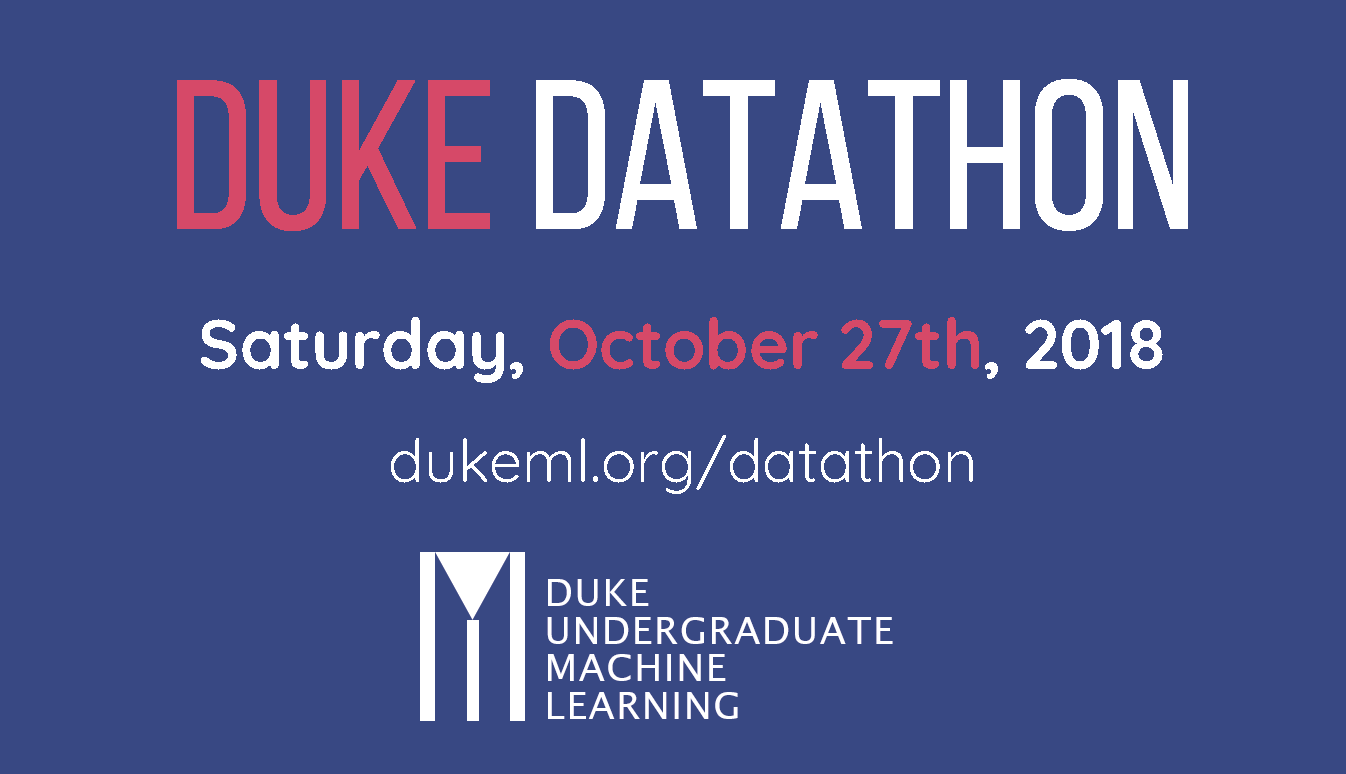 DUKE DATATHON
Saturday, October 27th, 2018
dukeml.org/datathon
DUKE
UNDERGRADUATE
MACHINE
LEARNING